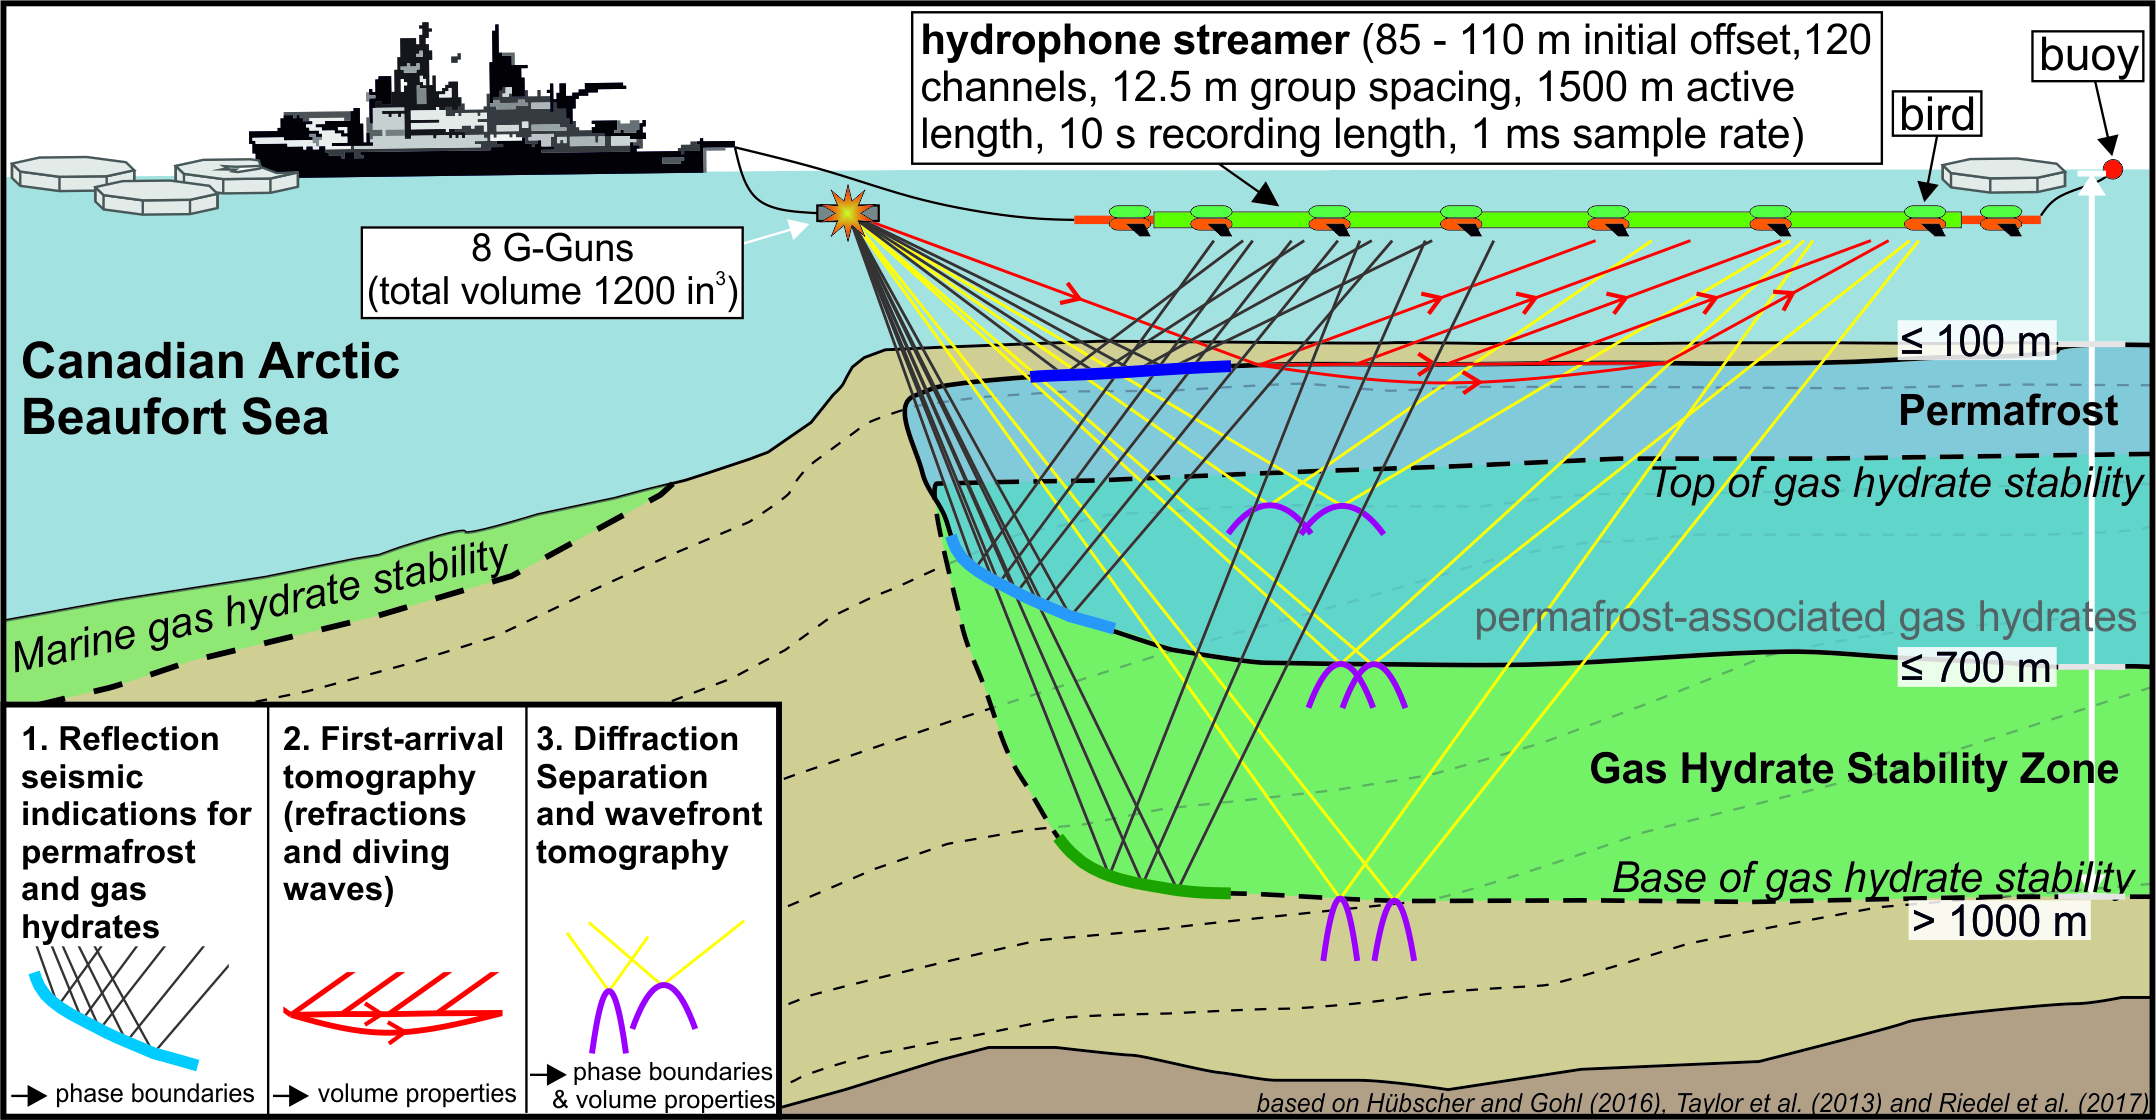 hydrophone streamer (85 - 110 m initial offset,120
channels, 12.5 m group spacing, 1500 m active
length, 10 s recording length, 1 ms sample rate)
buoy
bird
8 G-Guns
(total volume 1200 in³)
Canadian Arctic
Beaufort Sea
≤ 100 m
Permafrost
Top of gas hydrate stability
Marine gas hydrate stability
permafrost-associated gas hydrates
≤ 700 m
Gas Hydrate Stability Zone
Base of gas hydrate stability
> 1000 m
1. Reflection
seismic
indications for
permafrost
and gas
hydrates
phase boundaries
2. First-arrival
tomography
(refractions
and diving
waves)
volume properties
3. Diffraction
Separation
and wavefront
tomography
phase boundaries
& volume properties
based on Hübscher and Gohl (2016), Taylor et al. (2013) and Riedel et al. (2017)